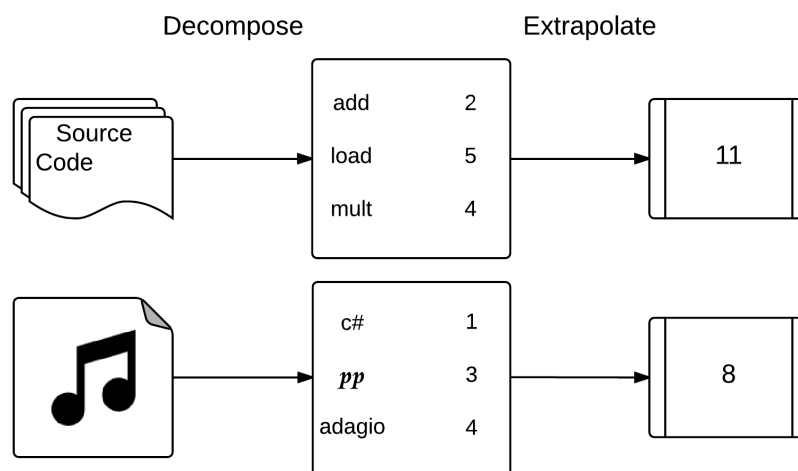 Decompose Extrapolate
Source
Code
add 2
load 5
mult 4
11
c# 1
pp 3
adagio 4
8